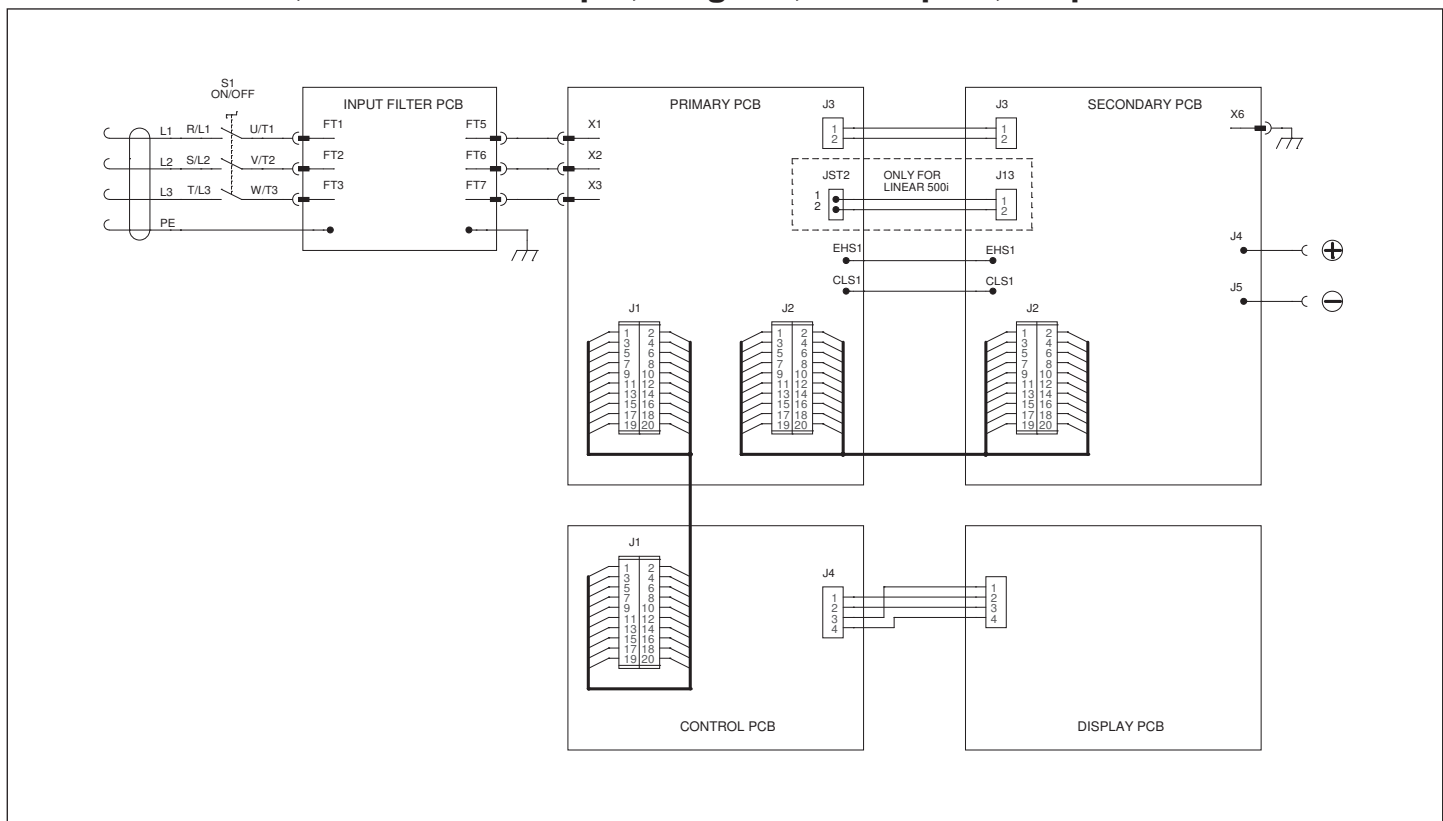 S1
ON/OFF
INPUT FILTER PCB
PRIMARY PCB
SECONDARY PCB
L1 R/L1 U/T1 FT1 FT5 X1
L2 S/L2 V/T2 FT2 FT6 X2
L3 T/L3 W/T3 FT3 FT7 X3
PE
J3
1
2
J3
1
2
X6
JST2
1
2
ONLY FOR
LINEAR 500i
J13
1
2
EHS1 EHS1
CLS1 CLS1
J4
J5
J1
1 2
3 4
5 6
7 8
9 10
11 12
13 14
15 16
17 18
19 20
J2
1 2
3 4
5 6
7 8
9 10
11 12
13 14
15 16
17 18
19 20
J2
1 2
3 4
5 6
7 8
9 10
11 12
13 14
15 16
17 18
19 20
J1
1 2
3 4
5 6
7 8
9 10
11 12
13 14
15 16
17 18
19 20
J4
1
2
3
4
1
2
3
4
CONTROL PCB
DISPLAY PCB